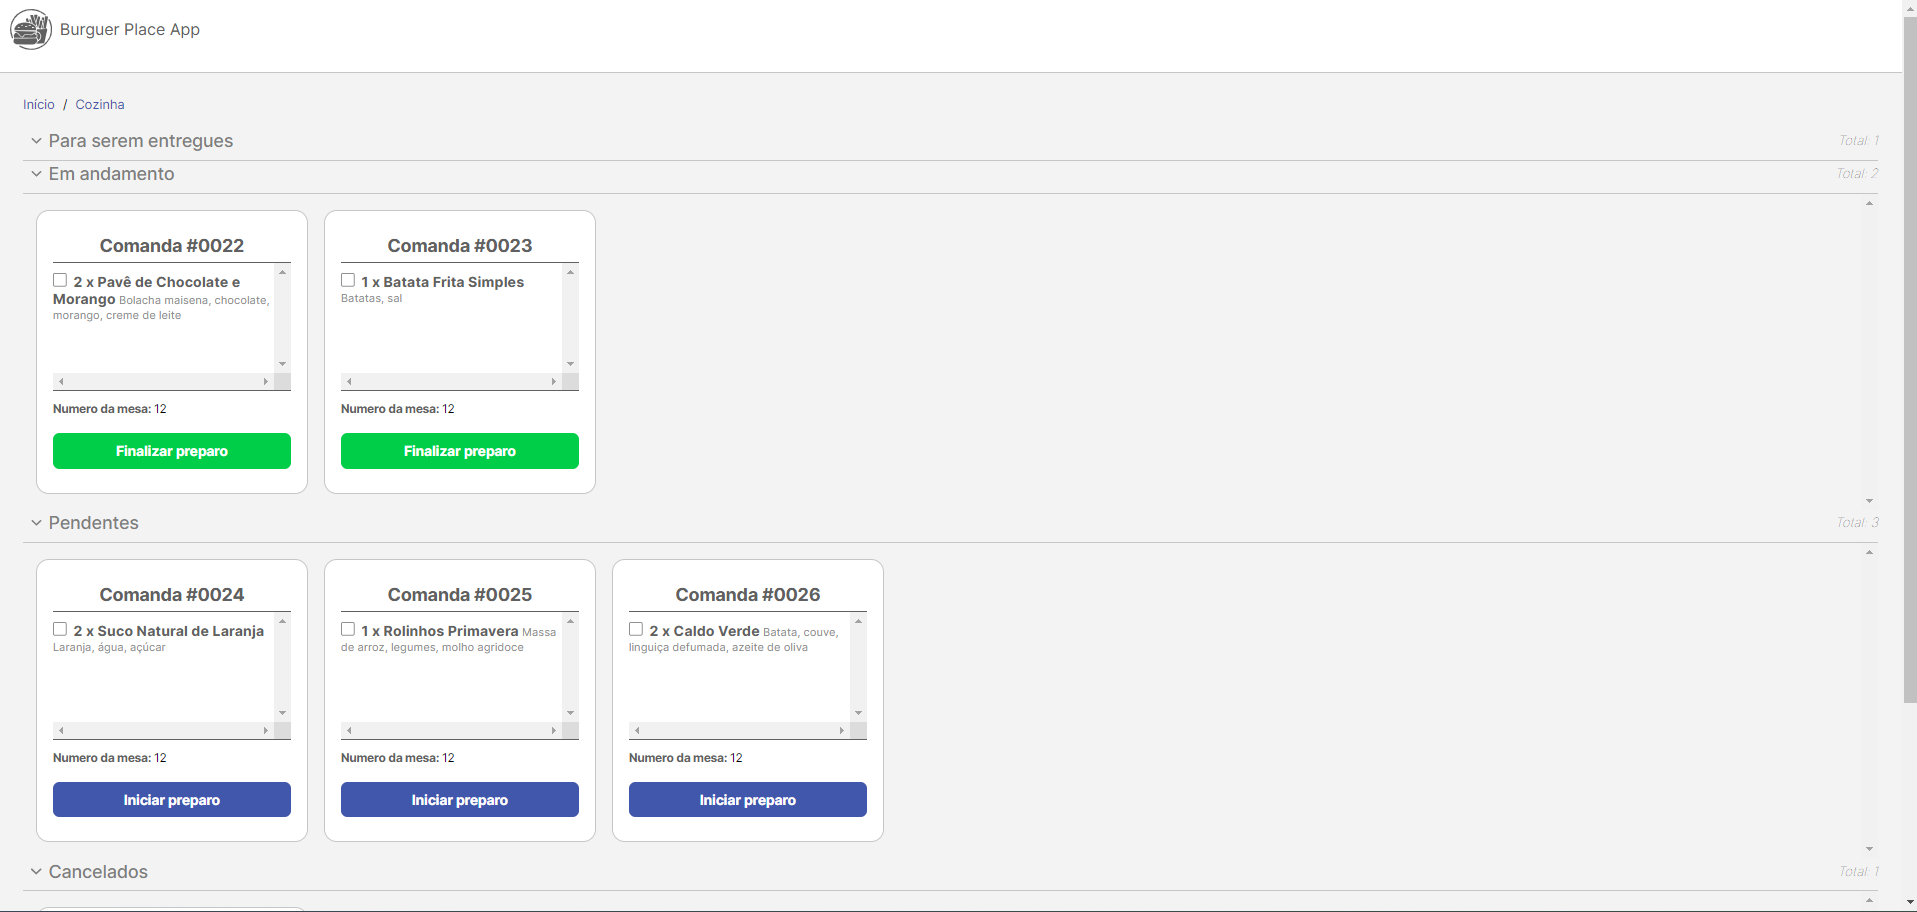 Burguer Place App
Início / Cozinha
Para serem entregues Total: 1
Em andamento Total: 2
Comanda #0022
2 x Pavê de Chocolate e
Morango Bolacha maisena, chocolate,
morango, creme de leite
Numero da mesa: 12
Finalizar preparo
Comanda #0023
1 x Batata Frita Simples
Batatas, sal
Numero da mesa: 12
Finalizar preparo
Pendentes Total: 3
Comanda #0024
2 x Suco Natural de Laranja
Laranja, água, açúcar
Numero da mesa: 12
Iniciar preparo
Comanda #0025
1 x Rolinhos Primavera Massa
de arroz, legumes, molho agridoce
Numero da mesa: 12
Iniciar preparo
Comanda #0026
2 x Caldo Verde Batata, couve,
linguiça defumada, azeite de oliva
Numero da mesa: 12
Iniciar preparo
Cancelados Total: 1